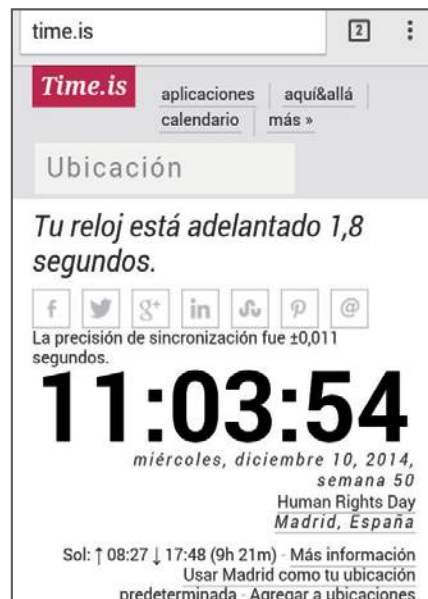 time.is
2
Time.is
aplicaciones
aquí&allá
calendario
más »
Ubicación
Tu reloj está adelantado 1,8
segundos.
f
g+
in
@
La precisión de sincronización fue ±0,011
segundos.
11:03:54
miércoles, diciembre 10, 2014,
semana 50
Human Rights Day
Madrid, España
Sol: ↑ 08:27 ↓ 17:48 (9h 21m) - Más información
Usar Madrid como tu ubicación
predeterminada - Agregar a ubicaciones